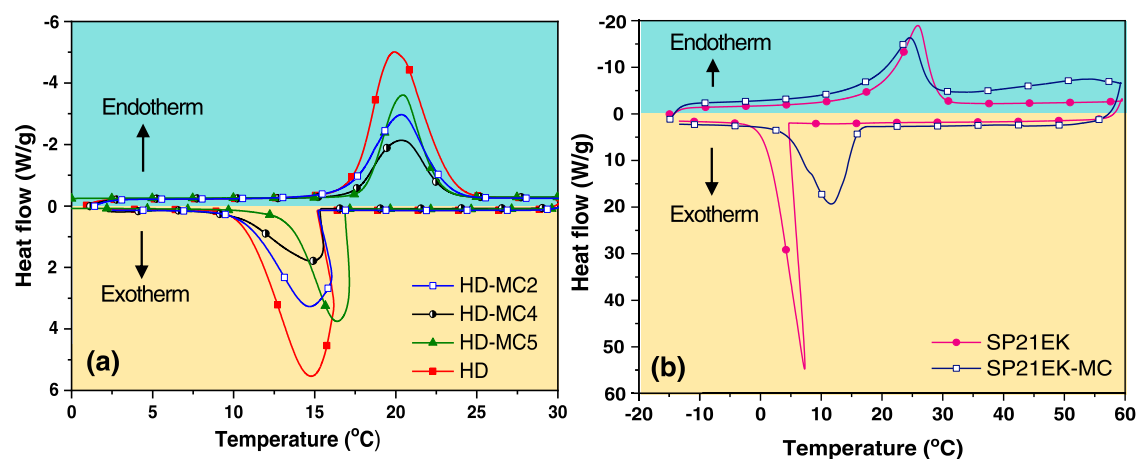 -6
-4
-2
0
2
4
6
Heat flow (W/g)
Endotherm
Exotherm
HD-MC2
HD-MC4
HD-MC5
HD
(a)
0 5 10 15 20 25 30
Temperature (°C)
-20
-10
0
10
20
30
40
50
60
Heat flow (W/g)
Endotherm
Exotherm
SP21EK
SP21EK-MC
(b)
-20 -10 0 10 20 30 40 50 60
Temperature (°C)